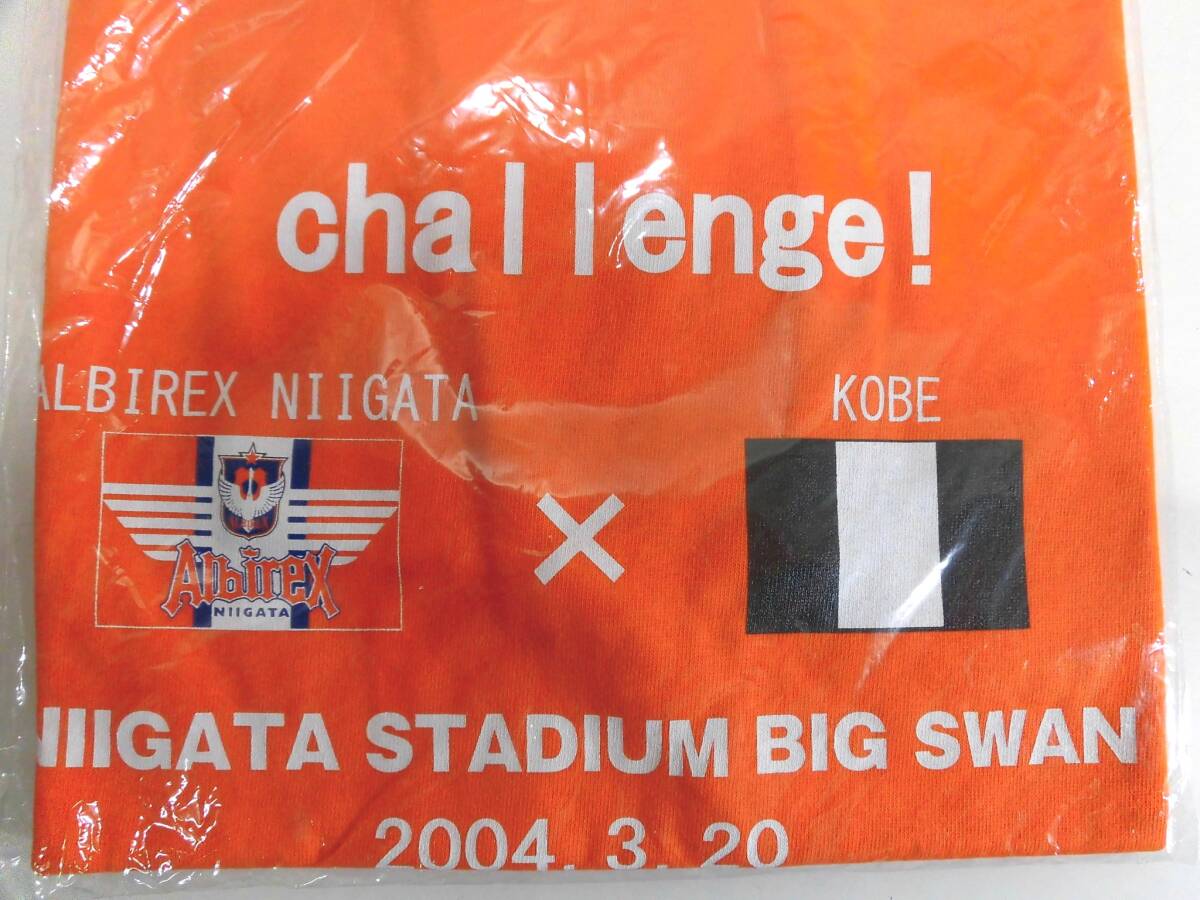 challenge!
ALBIREX NIIGATA
KOBE
Albirex
NIIGATA
×
NIIGATA STADIUM BIG SWAN
2004. 3. 20